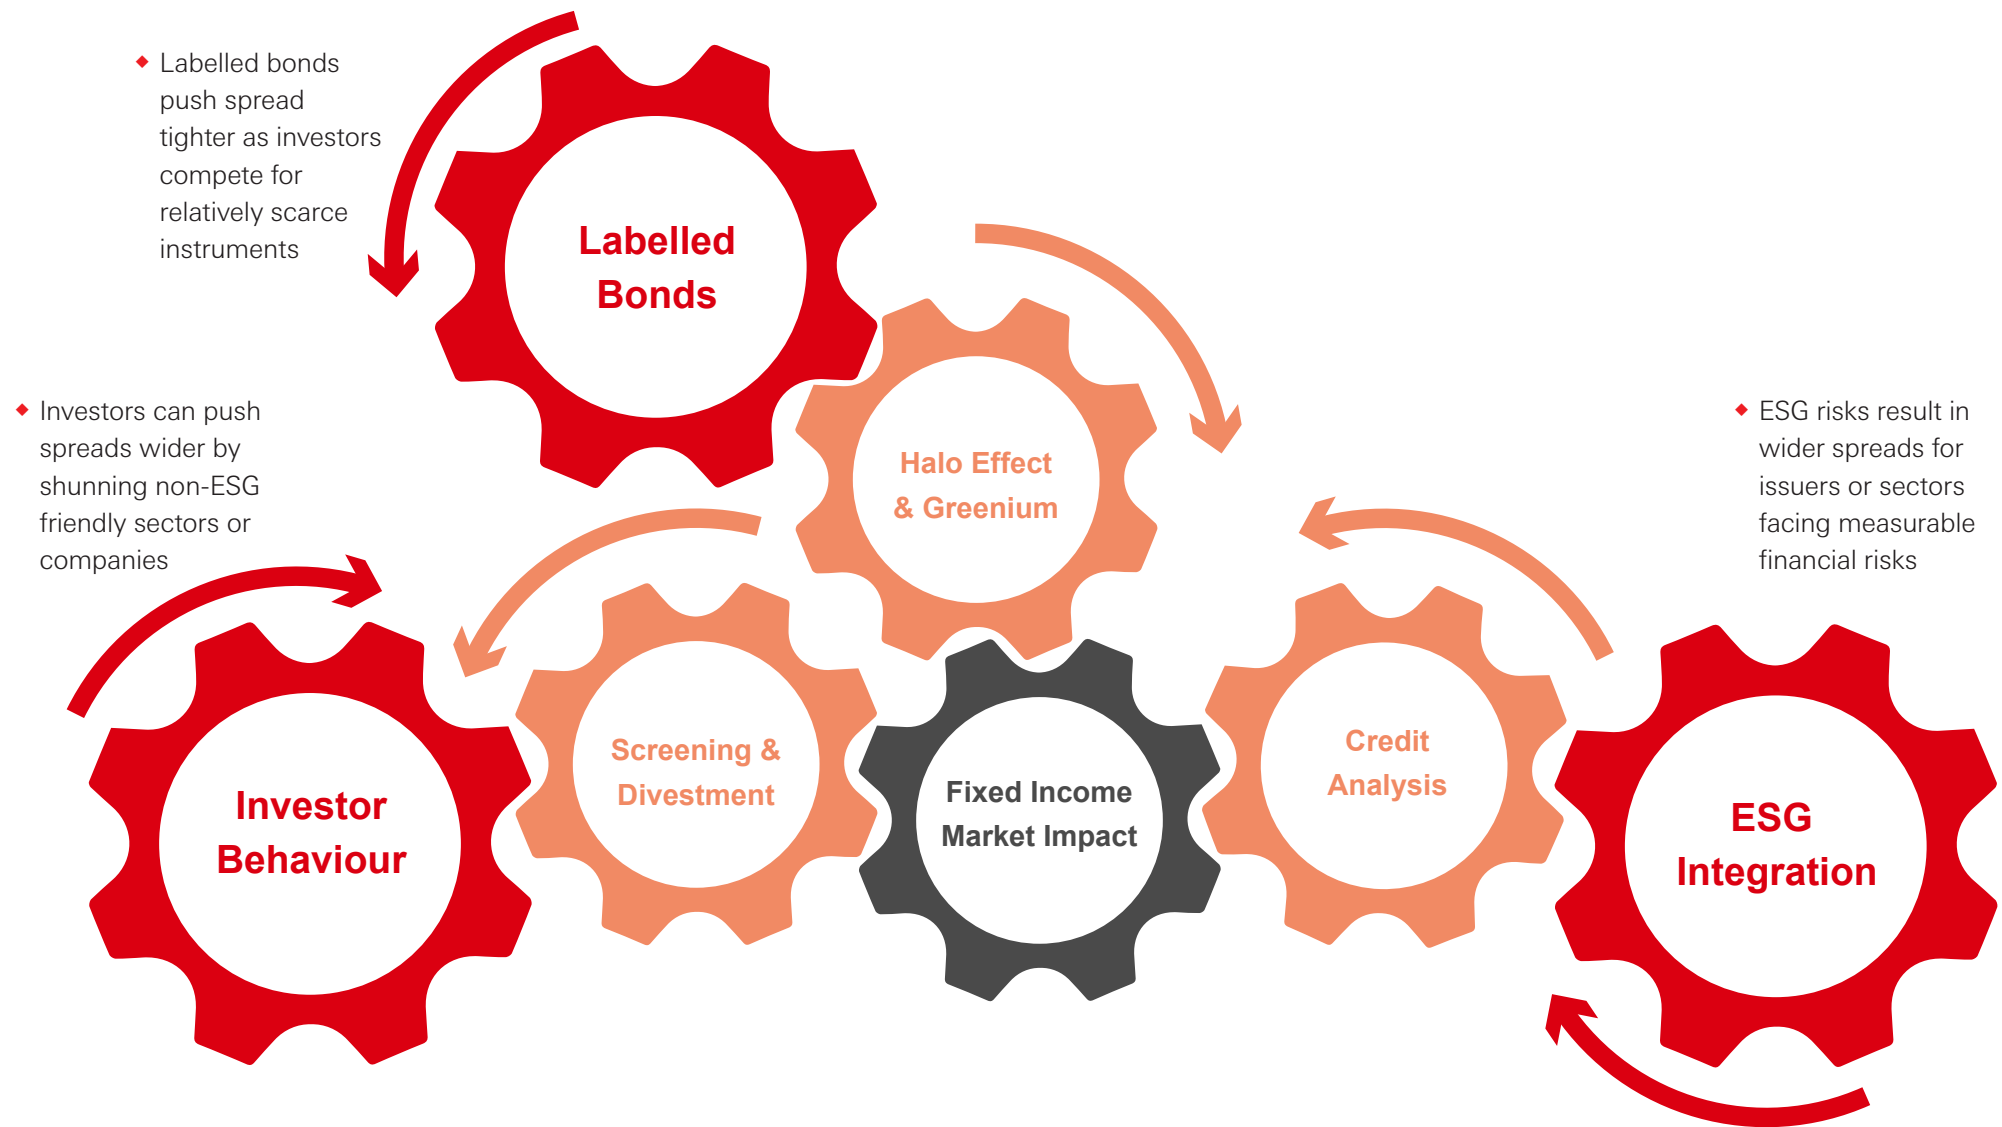 Labelled bonds
push spread
tighter as investors
compete for
relatively scarce
instruments
Labelled
Bonds
Investors can push
spreads wider by
shunning non-ESG
friendly sectors or
companies
Halo Effect
& Greenium
ESG risks result in
wider spreads for
issuers or sectors
facing measurable
financial risks
Investor
Behaviour
Screening &
Divestment
Fixed Income
Market Impact
Credit
Analysis
ESG
Integration